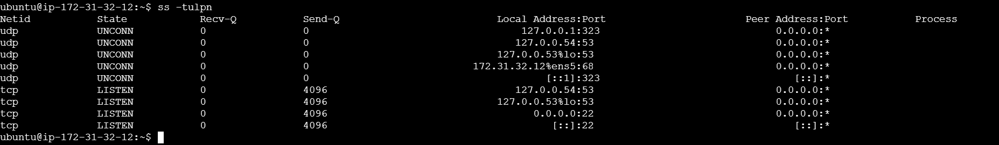 ubuntu@ip-172-31-32-12:~$ ss -tulpn
Netid State Recv-Q Send-Q Local Address:Port Peer Address:Port Process
udp UNCONN 0 0 127.0.0.1:323 0.0.0.0:*
udp UNCONN 0 0 127.0.0.54:53 0.0.0.0:*
udp UNCONN 0 0 127.0.0.53%lo:53 0.0.0.0:*
udp UNCONN 0 0 172.31.32.12%ens5:68 0.0.0.0:*
udp UNCONN 0 0 [::1]:323 [::]:*
tcp LISTEN 0 4096 127.0.0.54:53 0.0.0.0:*
tcp LISTEN 0 4096 127.0.0.53%lo:53 0.0.0.0:*
tcp LISTEN 0 4096 0.0.0.0:22 0.0.0.0:*
tcp LISTEN 0 4096 [::]:22 [::]:*
ubuntu@ip-172-31-32-12:~$